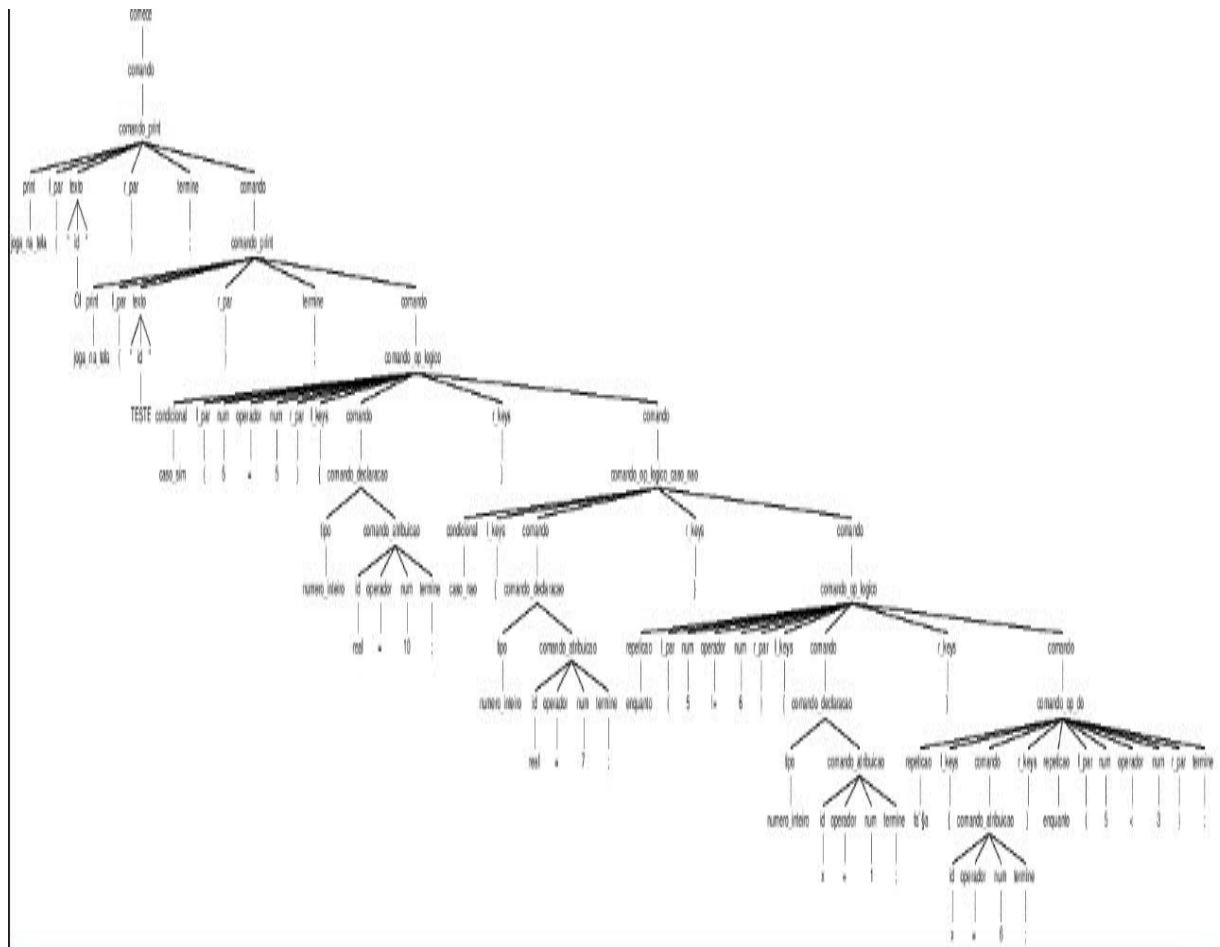 comece
comando
comando_print
print l_par texto r_par termine comando
joga_na_tela ( " id " ) ; comando_print
OI print l_par texto r_par termine comando
joga_na_tela ( " id " ) ; comando_op_logico
TESTE condicional l_par num operador num r_par l_keys comando r_keys comando
caso_sim ( 5 = 5 ) { comando_declaracao } comando_op_logico_caso_nao
tipo comando_atribuicao condicional l_keys comando r_keys comando
numero_inteiro id operador num termine caso_nao { comando_declaracao } comando_op_logico
real = 10 ; tipo comando_atribuicao repeticao l_par num operador num r_par l_keys comando r_keys comando
numero_inteiro id operador num termine enquanto ( 5 != 6 ) { comando_declaracao } comando_op_do
real = 7 ; tipo comando_atribuicao repeticao l_keys comando r_keys repeticao l_par num operador num r_par termine
numero_inteiro id operador num termine { comando_atribuicao } enquanto ( 5 < 3 ) ;
x = 1 ; id operador num termine
x = 6 ;